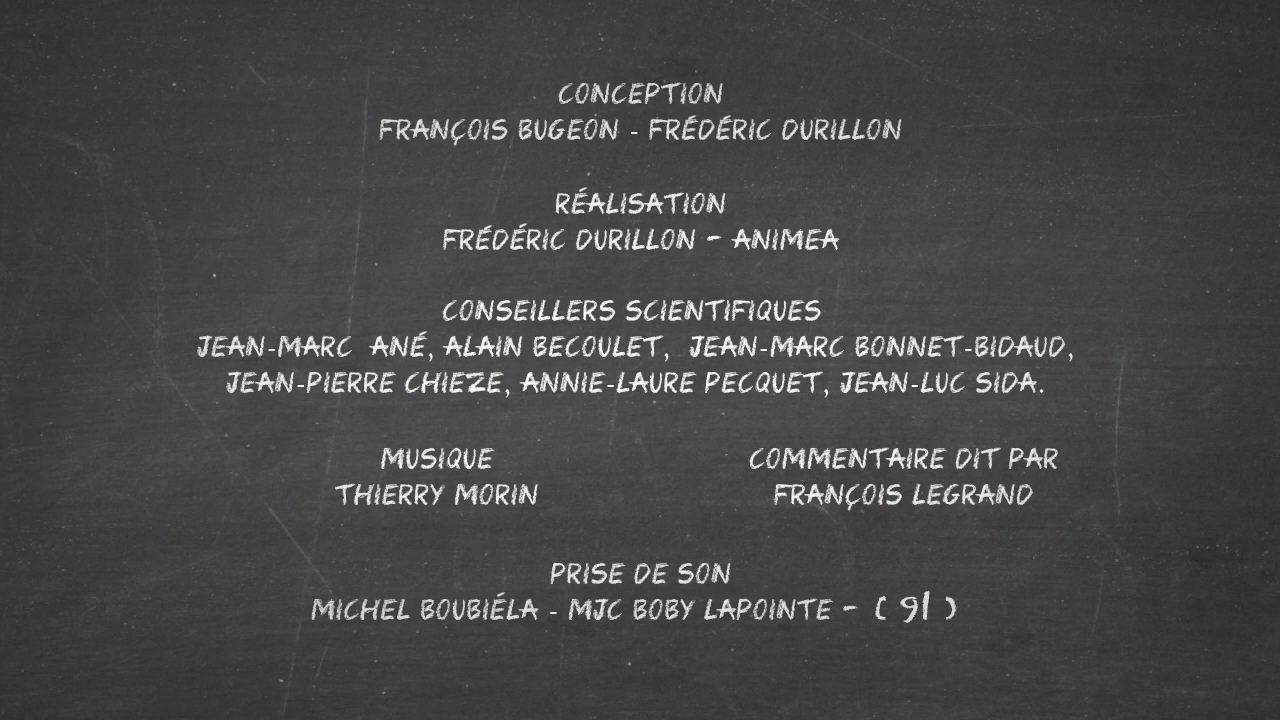 CONCEPTION
FRANÇOIS BUGEON - FRÉDÉRIC DURILLON
RÉALISATION
FRÉDÉRIC DURILLON - ANIMEA
CONSEILLERS SCIENTIFIQUES
JEAN-MARC ANÉ, ALAIN BECOULET, JEAN-MARC BONNET-BIDAUD,
JEAN-PIERRE CHIEZE, ANNIE-LAURE PECQUET, JEAN-LUC SIDA.
MUSIQUE
THIERRY MORIN
COMMENTAIRE DIT PAR
FRANÇOIS LEGRAND
PRISE DE SON
MICHEL BOUBIÉLA - MJC BOBY LAPOINTE - ( 91 )